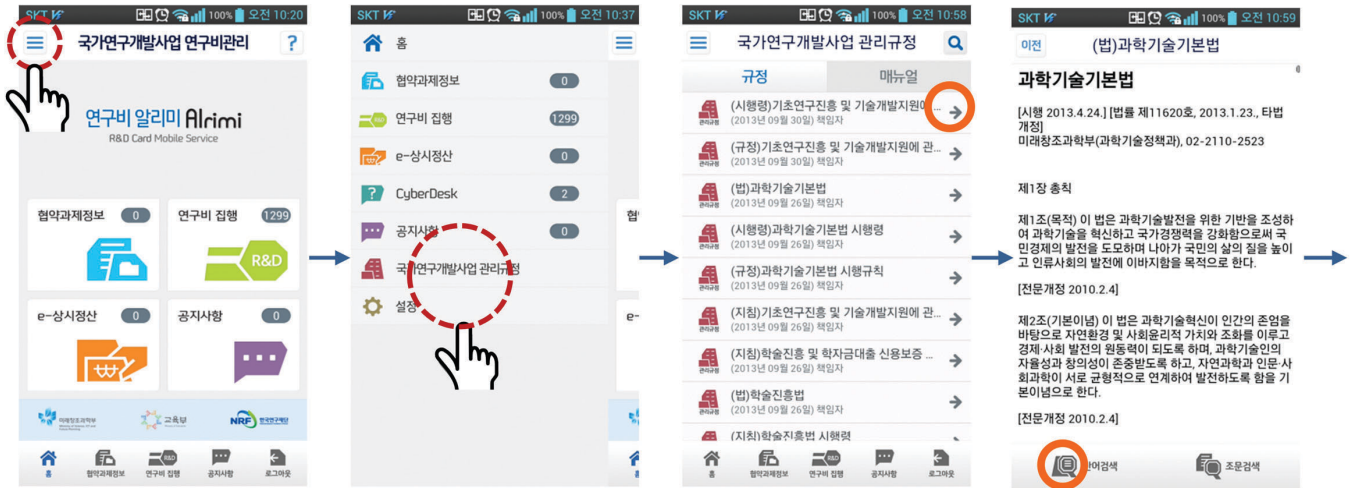 SKT 100% 오전 10:20
국가연구개발사업 연구비관리
?
연구비 알리미 Alrimi
R&D Card Mobile Service
협약과제정보 0
연구비 집행 1299
R&D
e-상시정산 0
공지사항 0
미래창조과학부
교육부
NRF 한국연구재단
홈
협약과제정보
연구비 집행
공지사항
로그아웃
SKT 100% 오전 10:37
홈
협약과제정보 0
연구비 집행 1299
e-상시정산 0
CyberDesk 2
공지사항 0
국가연구개발사업 관리규정
설정
협
e-
SKT 100% 오전 10:58
국가연구개발사업 관리규정
규정
매뉴얼
(시행령)기초연구진흥 및 기술개발지원에 ...
(2013년 09월 30일) 책임자
관리규정
(규정)기초연구진흥 및 기술개발지원에 관...
(2013년 09월 30일) 책임자
관리규정
(법)과학기술기본법
(2013년 09월 26일) 책임자
관리규정
(시행령)과학기술기본법 시행령
(2013년 09월 26일) 책임자
관리규정
(규정)과학기술기본법 시행규칙
(2013년 09월 26일) 책임자
관리규정
(지침)기초연구진흥 및 기술개발지원에 관...
(2013년 09월 26일) 책임자
관리규정
(지침)학술진흥 및 학자금대출 신용보증 ...
(2013년 09월 26일) 책임자
관리규정
(법)학술진흥법
(2013년 09월 26일) 책임자
관리규정
(지침)학술진흥법 시행령
홈
협약과제정보
연구비 집행
공지사항
로그아웃
SKT 100% 오전 10:59
이전
(법)과학기술기본법
과학기술기본법
[시행 2013.4.24.] [법률 제11620호, 2013.1.23., 타법
개정]
미래창조과학부(과학기술정책과), 02-2110-2523
제1장 총칙
제1조(목적) 이 법은 과학기술발전을 위한 기반을 조성하
여 과학기술을 혁신하고 국가경쟁력을 강화함으로써 국
민경제의 발전을 도모하며 나아가 국민의 삶의 질을 높이
고 인류사회의 발전에 이바지함을 목적으로 한다.
[전문개정 2010.2.4]
제2조(기본이념) 이 법은 과학기술혁신이 인간의 존엄을
바탕으로 자연환경 및 사회윤리적 가치와 조화를 이루고
경제·사회 발전의 원동력이 되도록 하며, 과학기술인의
자율성과 창의성이 존중받도록 하고, 자연과학과 인문·사
회과학이 서로 균형적으로 연계하여 발전하도록 함을 기
본이념으로 한다.
[전문개정 2010.2.4]
단어검색
조문검색